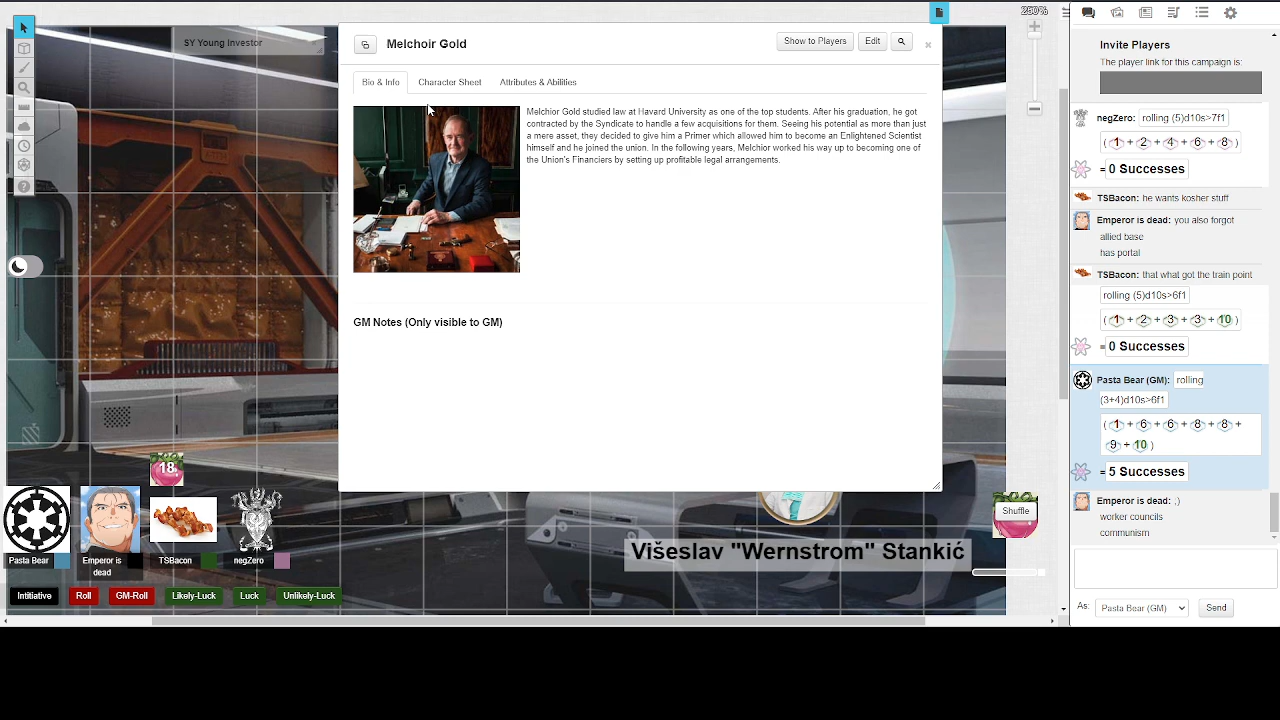 SY Young Investor
Melchoir Gold
Show to Players
Edit
Bio & Info
Character Sheet
Attributes & Abilities
Melchior Gold studied law at Havard University as one of the top students. After his graduation, he got
contracted by the Syndicate to handle a few acquisitions for them. Seeing his potential as more than just
a mere asset, they decided to give him a Primer which allowed him to become an Enlightened Scientist
himself and he joined the union. In the following years, Melchior worked his way up to becoming one of
the Union's Financiers by setting up profitable legal arrangements.
GM Notes (Only visible to GM)
18
Pasta Bear
Emperor is
dead
TSBacon
negZero
Intitiative
Roll
GM-Roll
Likely-Luck
Luck
Unlikely-Luck
Višeslav "Wernstrom" Stankić
Shuffle
250%
Invite Players
The player link for this campaign is:
negZero: rolling (5)d10s>7f1
(1+2+4+6+8)
=0 Successes
TSBacon: he wants kosher stuff
Emperor is dead: you also forgot
allied base
has portal
TSBacon: that what got the train point
rolling (5)d10s>6f1
(1+2+3+3+10)
=0 Successes
Pasta Bear (GM): rolling
(3+4)d10s>6f1
(1+6+6+8+8+
9+10)
= 5 Successes
Emperor is dead: ;)
worker councils
communism
As:
Pasta Bear (GM)
Send